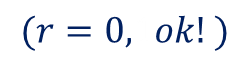 (r = 0, ok! )